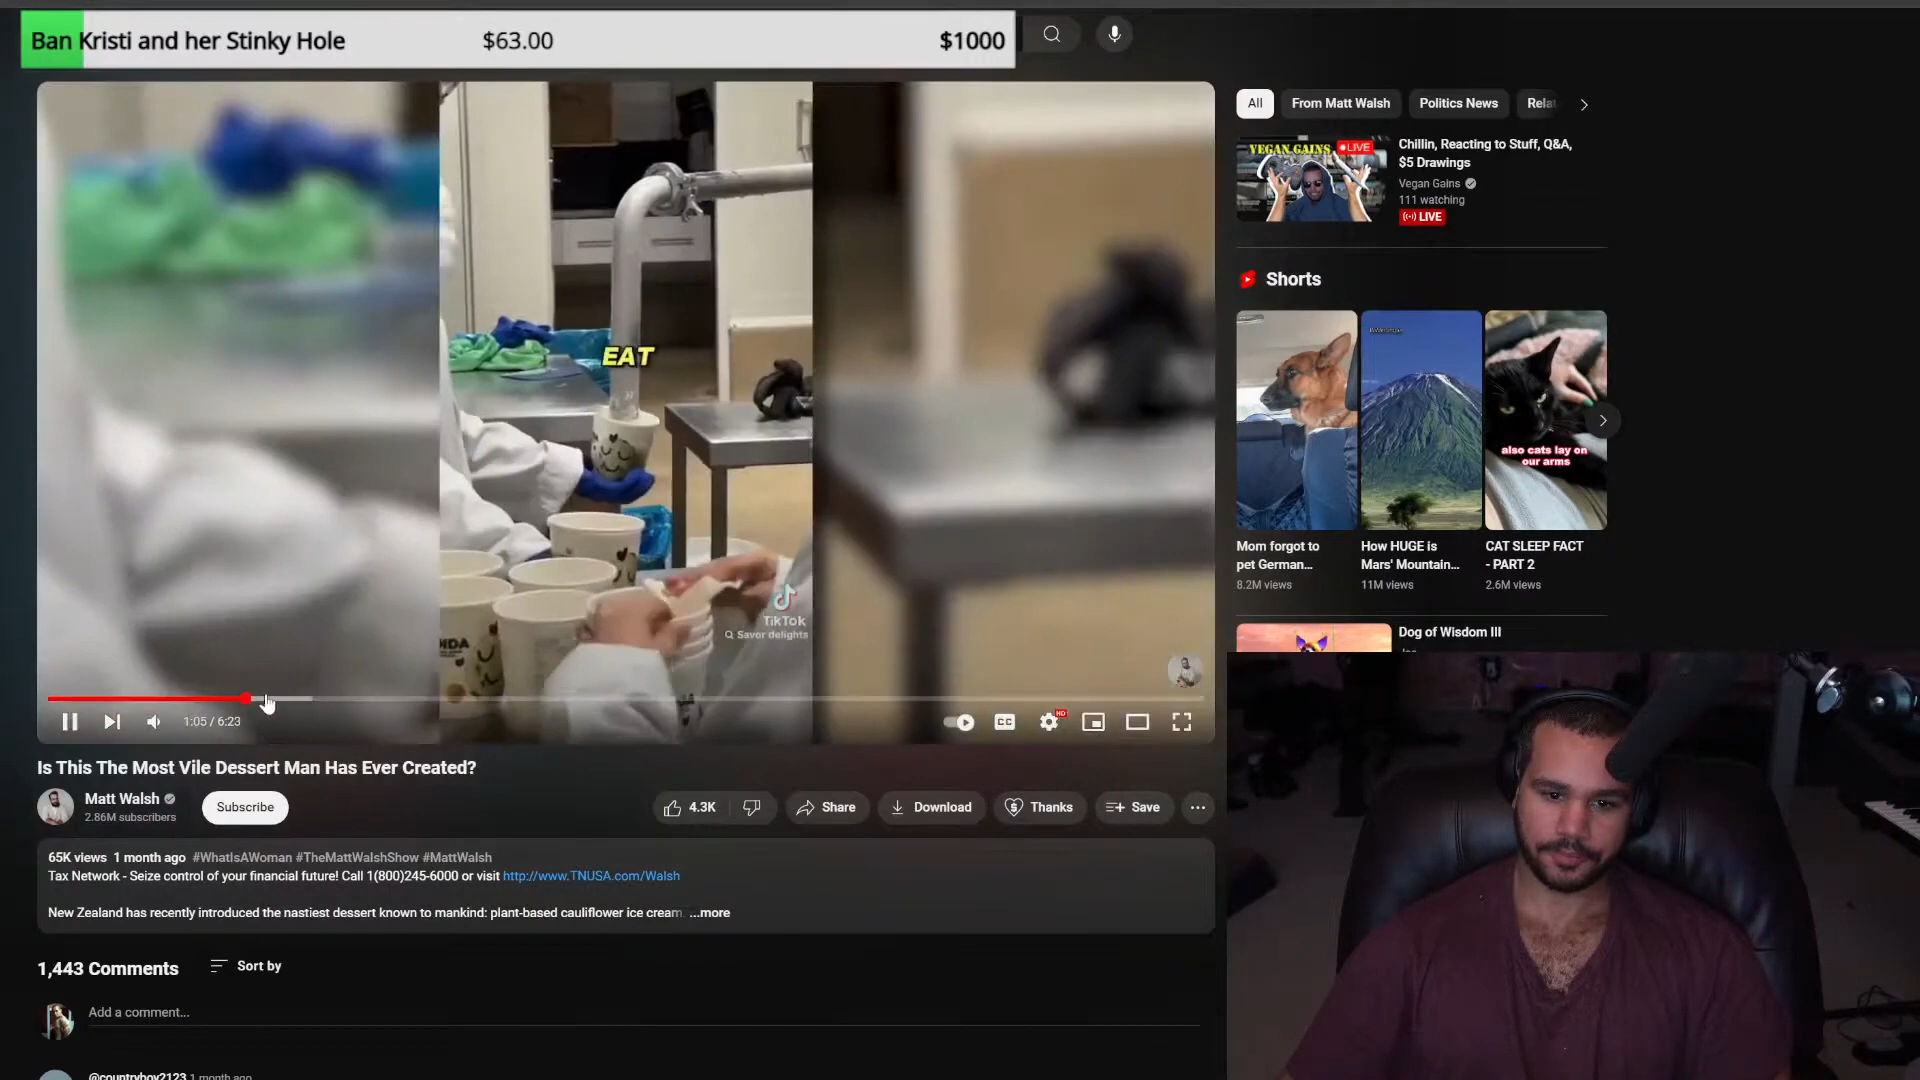 Ban Kristi and her Stinky Hole $63.00 $1000
EAT
TikTok
Savor delights
1:05 / 6:23
CC
HD
Is This The Most Vile Dessert Man Has Ever Created?
Matt Walsh
2.86M subscribers
Subscribe
4.3K
Share
Download
Thanks
Save
65K views 1 month ago #WhatIsAWoman #TheMattWalshShow #MattWalsh
Tax Network - Seize control of your financial future! Call 1(800)245-6000 or visit http://www.TNUSA.com/Walsh
New Zealand has recently introduced the nastiest dessert known to mankind: plant-based cauliflower ice cream. ...more
1,443 Comments
Sort by
Add a comment...
@countryboy2123 1 month ago
All
From Matt Walsh
Politics News
Rela
VEGAN GAINS
LIVE
Chillin, Reacting to Stuff, Q&A,
$5 Drawings
Vegan Gains
111 watching
LIVE
Shorts
also cats lay on
our arms
Mom forgot to
pet German...
8.2M views
How HUGE is
Mars' Mountain...
11M views
CAT SLEEP FACT
- PART 2
2.6M views
Dog of Wisdom III